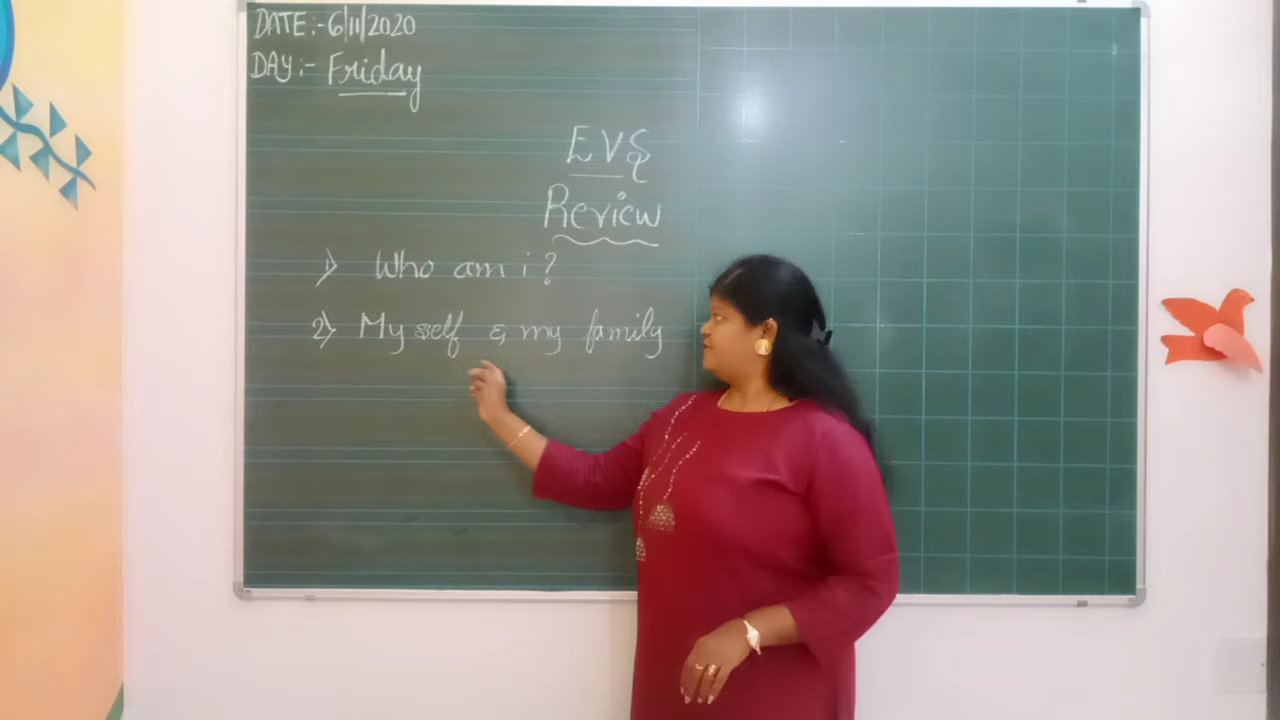 DATE:-6/11/2020
DAY:- Friday
EVS
Review
1) Who am i?
2) My self & my family